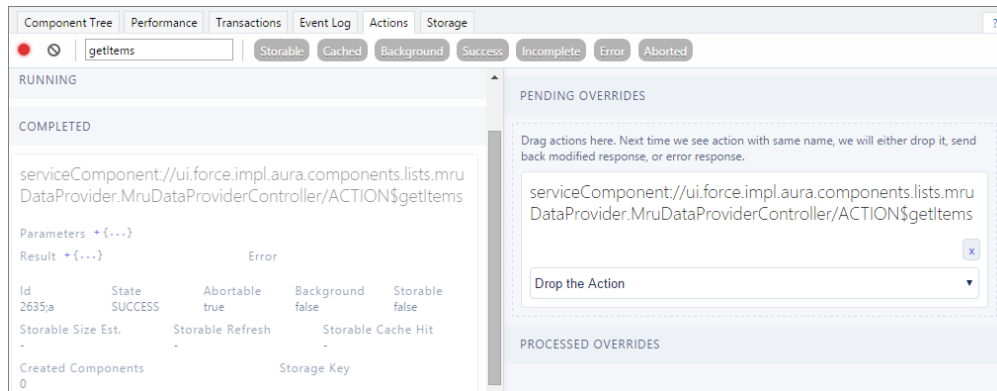 Component Tree Performance Transactions Event Log Actions Storage ?
getItems Storable Cached Background Success Incomplete Error Aborted
RUNNING
COMPLETED
serviceComponent://ui.force.impl.aura.components.lists.mru
DataProvider.MruDataProviderController/ACTION$getItems
Parameters +{...}
Result +{...} Error
Id State Abortable Background Storable
2635;a SUCCESS true false false
Storable Size Est. Storable Refresh Storable Cache Hit
- - -
Created Components Storage Key
0
PENDING OVERRIDES
Drag actions here. Next time we see action with same name, we will either drop it, send
back modified response, or error response.
serviceComponent://ui.force.impl.aura.components.lists.mru
DataProvider.MruDataProviderController/ACTION$getItems
x
Drop the Action
PROCESSED OVERRIDES